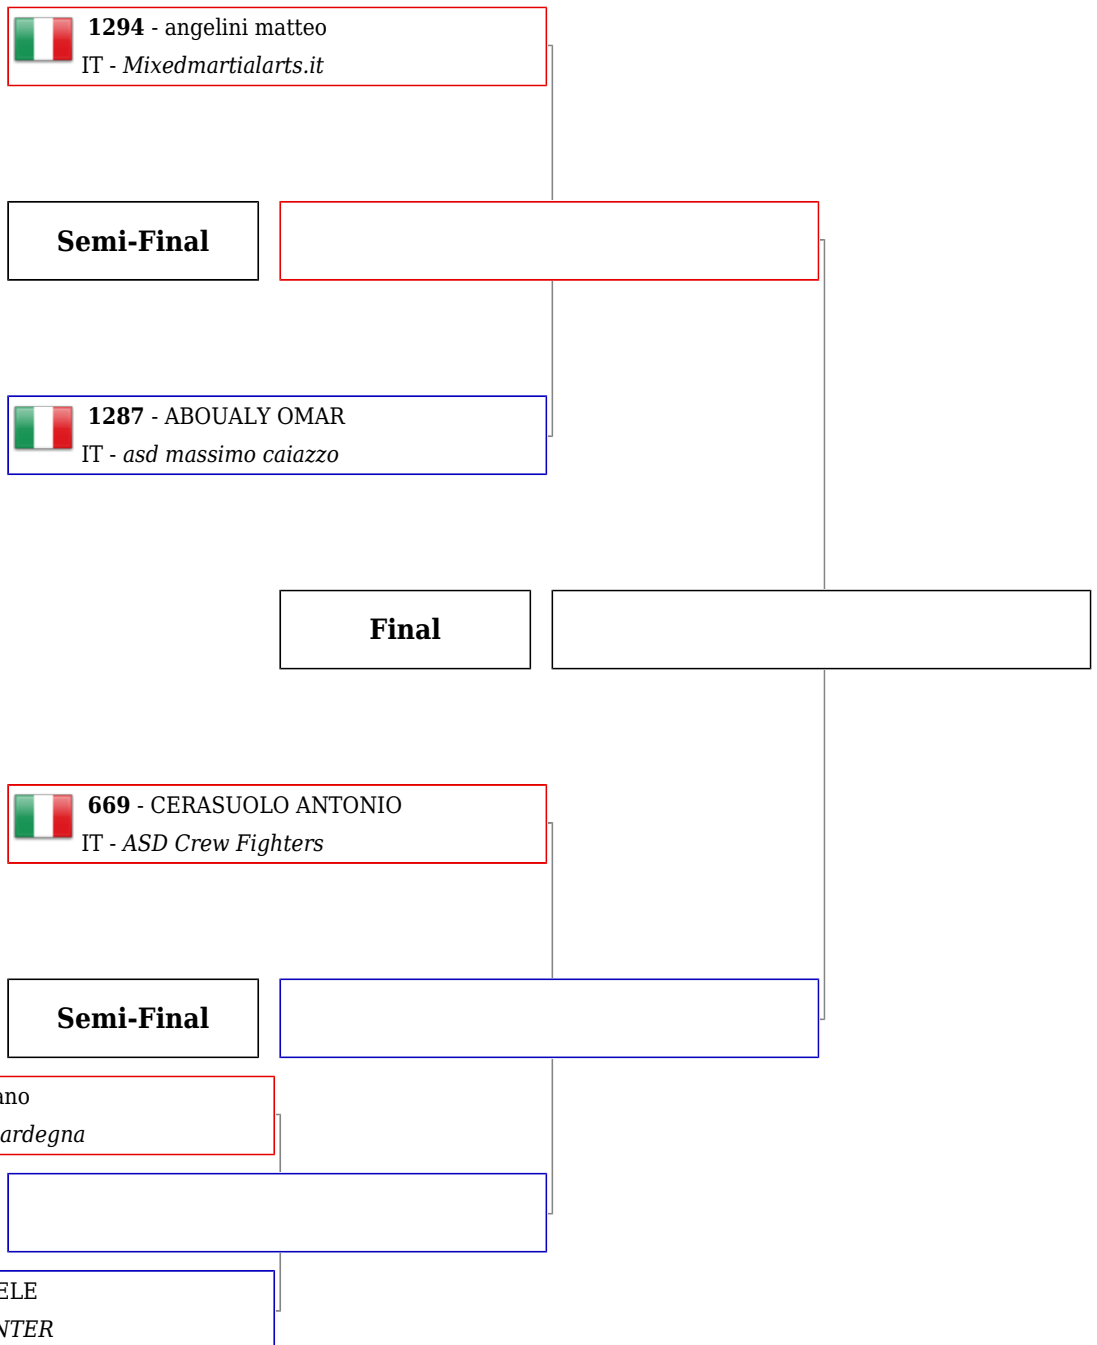 1294 - angelini matteo
IT - Mixedmartialarts.it
Semi-Final
1287 - ABOUALY OMAR
IT - asd massimo caiazzo
Final
669 - CERASUOLO ANTONIO
IT - ASD Crew Fighters
Semi-Final